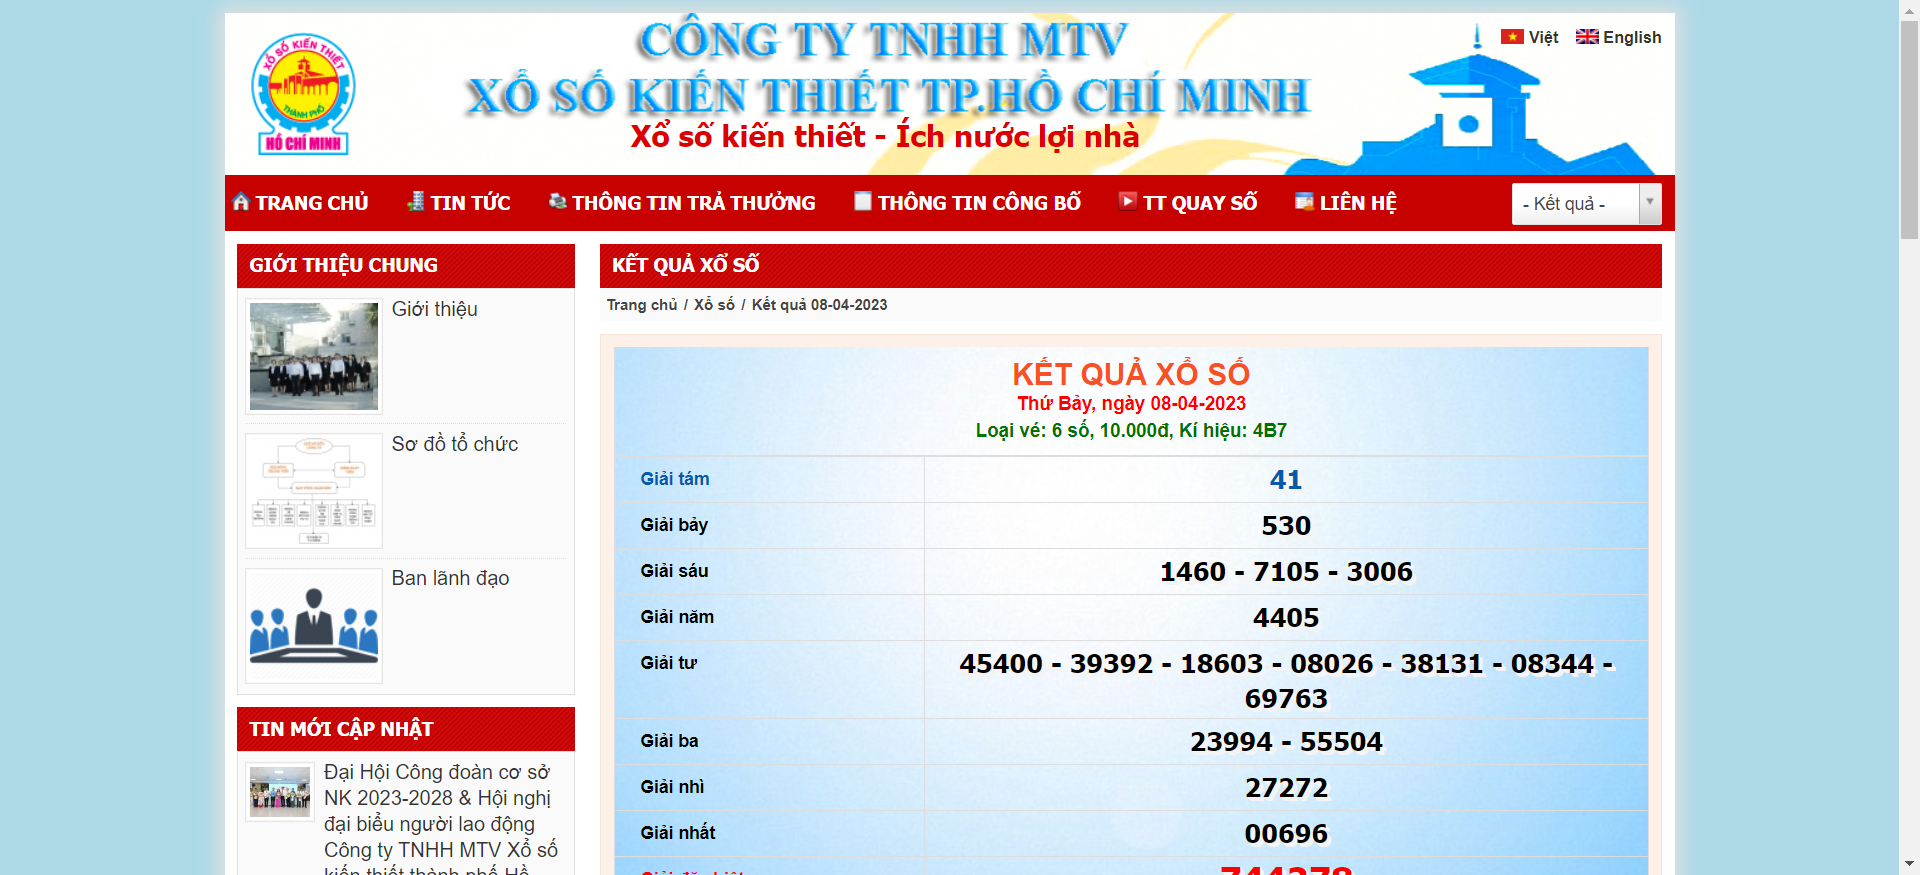 CÔNG TY TNHH MTV
XỔ SỐ KIẾN THIẾT TP.HỒ CHÍ MINH
Xổ số kiến thiết - Ích nước lợi nhà
XỔ SỐ KIẾN THIẾT
THÀNH PHỐ
HỒ CHÍ MINH
Việt English
TRANG CHỦ TIN TỨC THÔNG TIN TRẢ THƯỞNG THÔNG TIN CÔNG BỐ TT QUAY SỐ LIÊN HỆ - Kết quả -
GIỚI THIỆU CHUNG
Giới thiệu
Sơ đồ tổ chức
Ban lãnh đạo
TIN MỚI CẬP NHẬT
Đại Hội Công đoàn cơ sở
NK 2023-2028 & Hội nghị
đại biểu người lao động
Công ty TNHH MTV Xổ số
kiến thiết thành phố Hồ
KẾT QUẢ XỔ SỐ
Trang chủ / Xổ số / Kết quả 08-04-2023
KẾT QUẢ XỔ SỐ
Thứ Bảy, ngày 08-04-2023
Loại vé: 6 số, 10.000đ, Kí hiệu: 4B7
Giải tám 41
Giải bảy 530
Giải sáu 1460 - 7105 - 3006
Giải năm 4405
Giải tư 45400 - 39392 - 18603 - 08026 - 38131 - 08344 -
69763
Giải ba 23994 - 55504
Giải nhì 27272
Giải nhất 00696
Giải đặc biệt